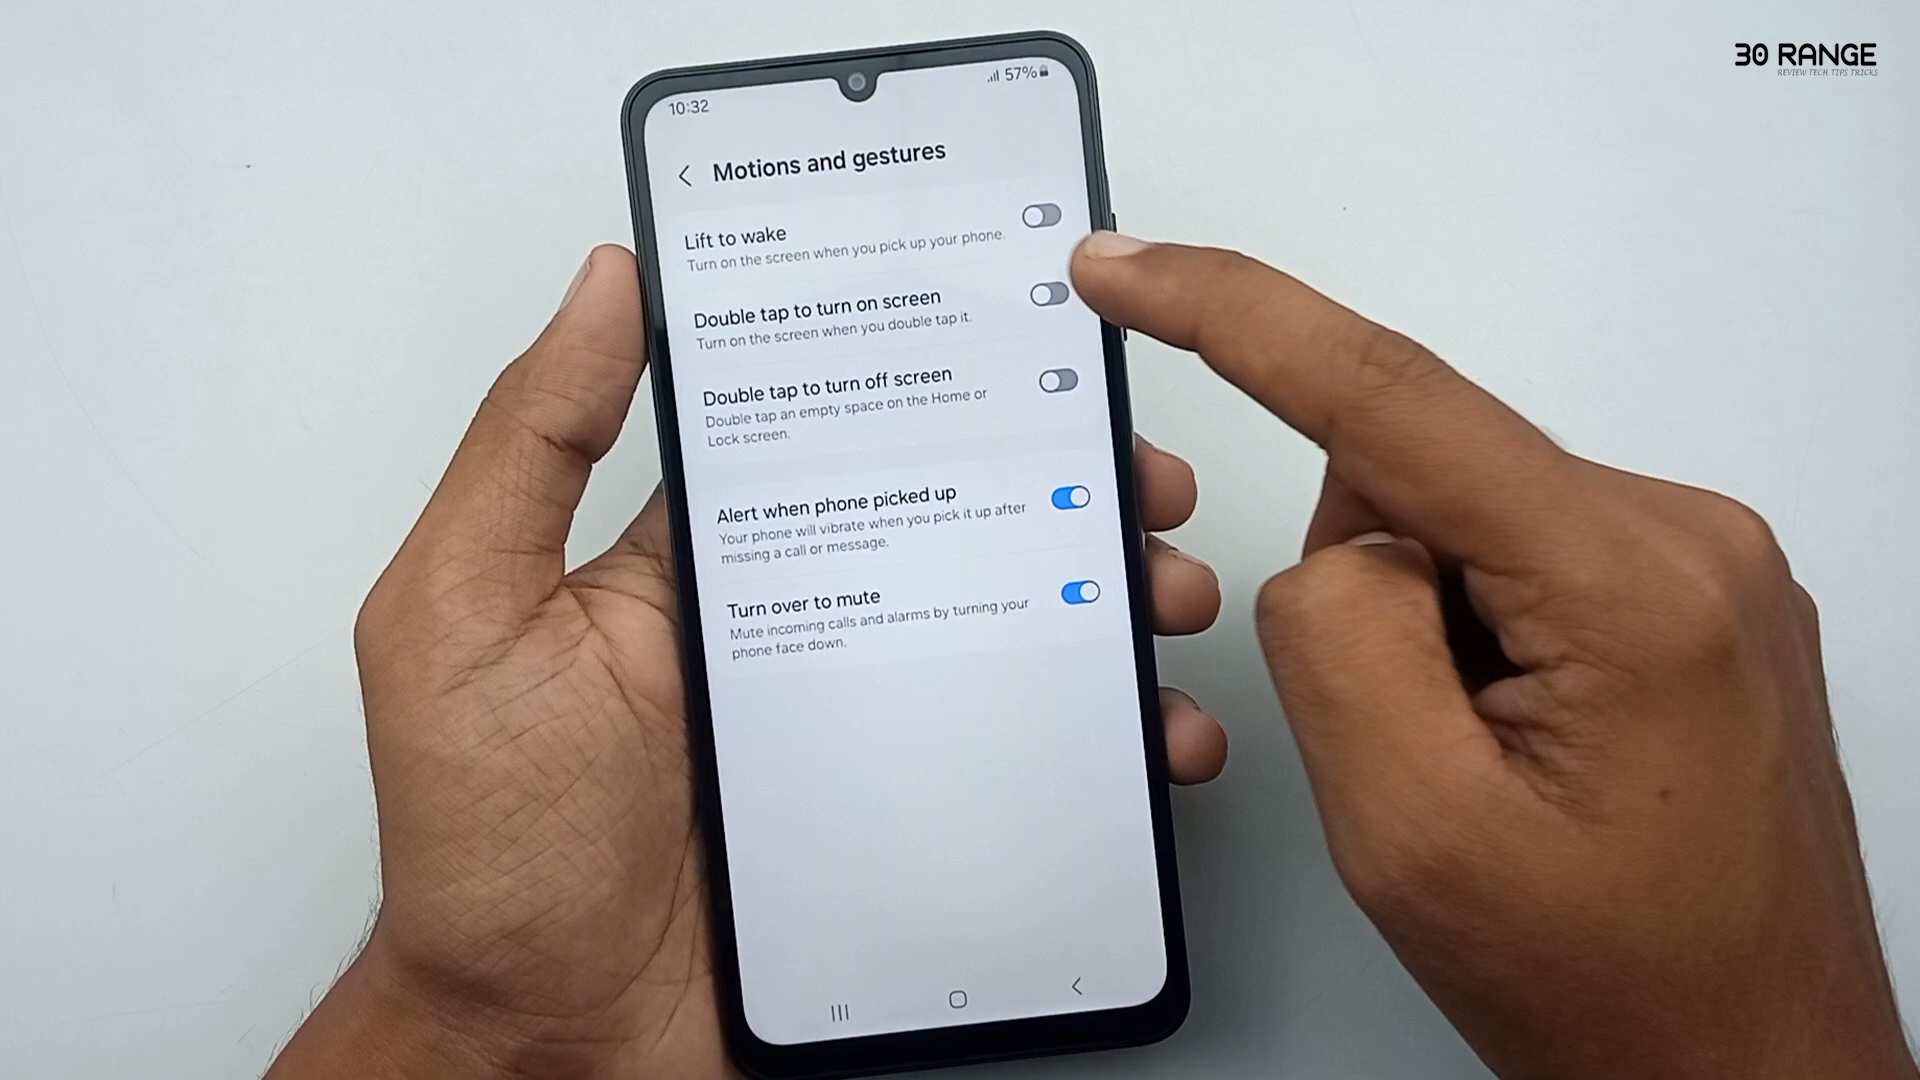 30 RANGE
REVIEW TECH TIPS TRICKS
10:32
57%
Motions and gestures
Lift to wake
Turn on the screen when you pick up your phone.
Double tap to turn on screen
Turn on the screen when you double tap it.
Double tap to turn off screen
Double tap an empty space on the Home or
Lock screen.
Alert when phone picked up
Your phone will vibrate when you pick it up after
missing a call or message.
Turn over to mute
Mute incoming calls and alarms by turning your
phone face down.